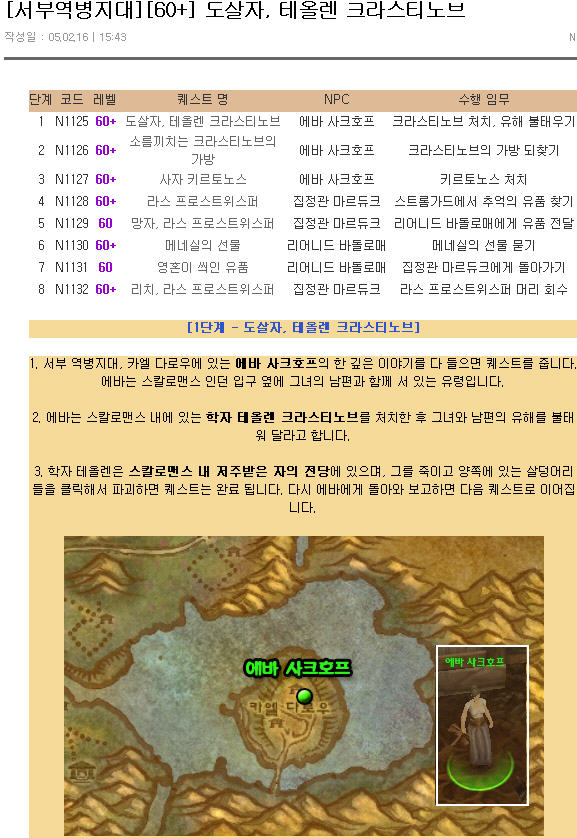 [서부역병지대][60+] 도살자, 테올렌 크라스티노브
작성일 : 05.02.16 | 15:43 N
단계 코드 레벨 퀘스트 명 NPC 수행 임무
1 N1125 60+ 도살자, 테올렌 크라스티노브 에바 사크호프 크라스티노브 처치, 유해 불태우기
2 N1126 60+ 소름끼치는 크라스티노브의 가방 에바 사크호프 크라스티노브의 가방 되찾기
3 N1127 60+ 사자 키르토노스 에바 사크호프 키르토노스 처치
4 N1128 60+ 라스 프로스트위스퍼 집정관 마르듀크 스트롬가드에서 추억의 유품 찾기
5 N1129 60 망자, 라스 프로스트위스퍼 집정관 마르듀크 리어니드 바돌로매에게 유품 전달
6 N1130 60+ 메네실의 선물 리어니드 바돌로매 메네실의 선물 묻기
7 N1131 60 영혼이 씌인 유품 리어니드 바돌로매 집정관 마르듀크에게 돌아가기
8 N1132 60+ 리치, 라스 프로스트위스퍼 집정관 마르듀크 라스 프로스트위스퍼 머리 회수
[1단계 - 도살자, 테올렌 크라스티노브]
1. 서부 역병지대, 카엘 다로우에 있는 에바 사크호프의 한 깊은 이야기를 다 들으면 퀘스트를 줍니다.
에바는 스칼로맨스 인던 입구 옆에 그녀의 남편과 함께 서 있는 유령입니다.
2. 에바는 스칼로맨스 내에 있는 학자 테올렌 크라스티노브를 처치한 후 그녀와 남편의 유해를 불태
워 달라고 합니다.
3. 학자 테올렌은 스칼로맨스 내 저주받은 자의 전당에 있으며, 그를 죽이고 양쪽에 있는 살덩어리
들을 클릭해서 파괴하면 퀘스트는 완료 됩니다. 다시 에바에게 돌아와 보고하면 다음 퀘스트로 이어집
니다.
에바 사크호프
에바 사크호프
카엘 다로우